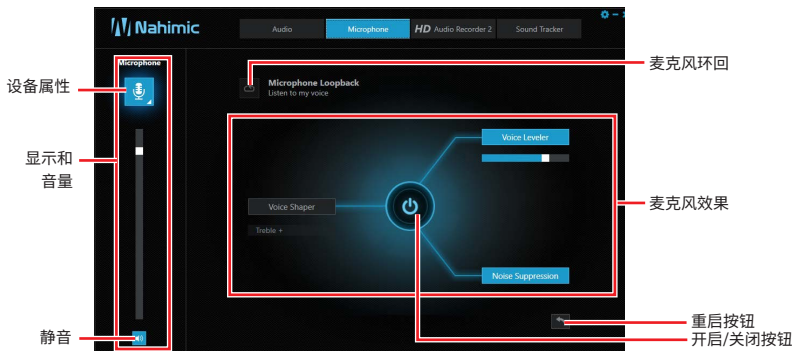 Nahimic
Audio
Microphone
HD Audio Recorder 2
Sound Tracker
Microphone
Microphone Loopback
Listen to my voice
Voice Leveler
Voice Shaper
Treble +
Noise Suppression
设备属性
显示和
音量
静音
麦克风环回
麦克风效果
重启按钮
开启/关闭按钮